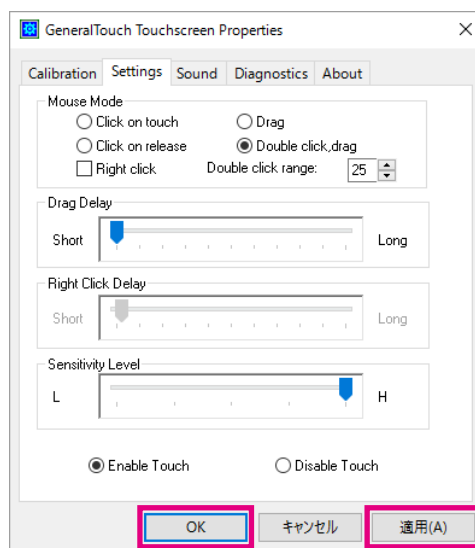 GeneralTouch Touchscreen Properties
Calibration Settings Sound Diagnostics About
Mouse Mode
Click on touch Drag
Click on release Double click,drag
Right click Double click range: 25
Drag Delay
Short Long
Right Click Delay
Short Long
Sensitivity Level
L H
Enable Touch Disable Touch
OK キャンセル 適用(A)